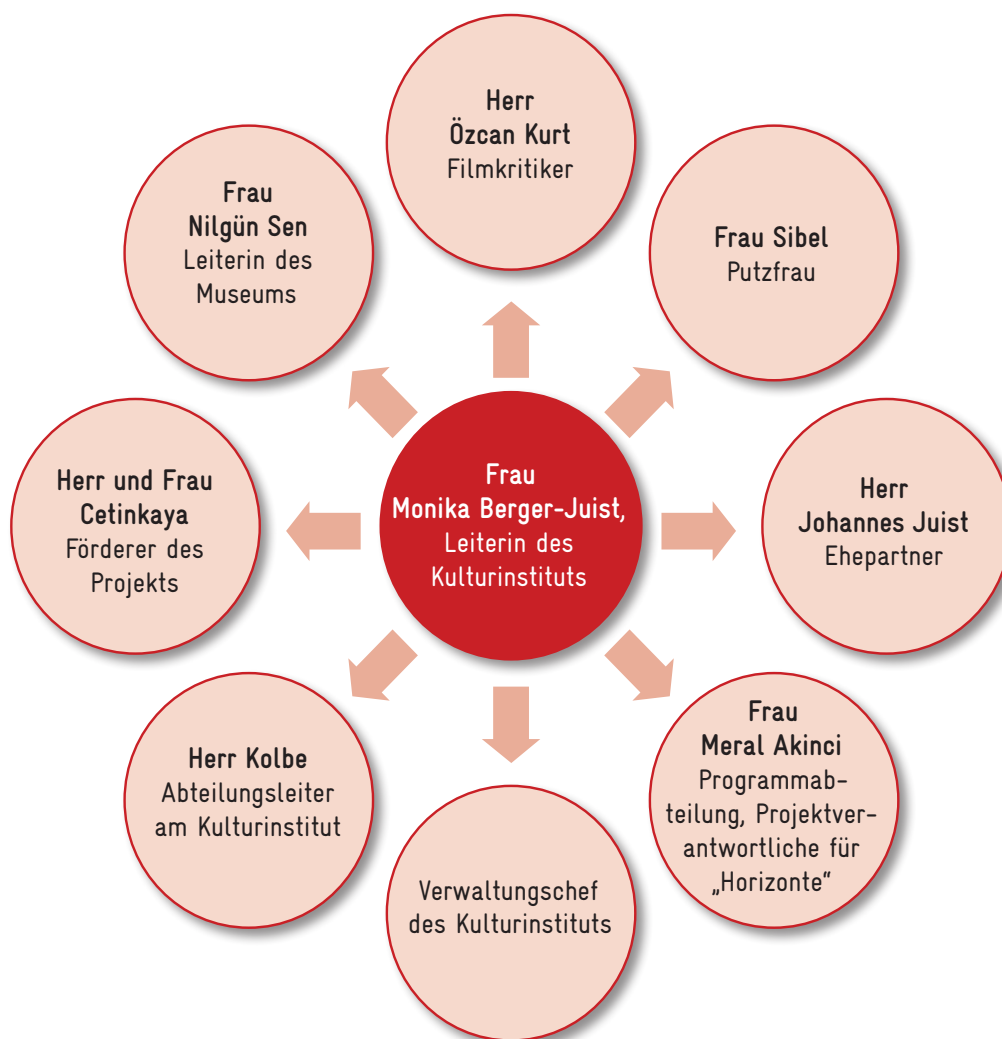 Herr
Özcan Kurt
Filmkritiker
Frau
Nilgün Sen
Leiterin des
Museums
Frau Sibel
Putzfrau
Herr und Frau
Cetinkaya
Förderer des
Projekts
Frau
Monika Berger-Juist,
Leiterin des
Kulturinstituts
Herr
Johannes Juist
Ehepartner
Herr Kolbe
Abteilungsleiter
am Kulturinstitut
Frau
Meral Akinci
Programmab-
teilung, Projektver-
antwortliche für
„Horizonte“
Verwaltungschef
des Kulturinstituts